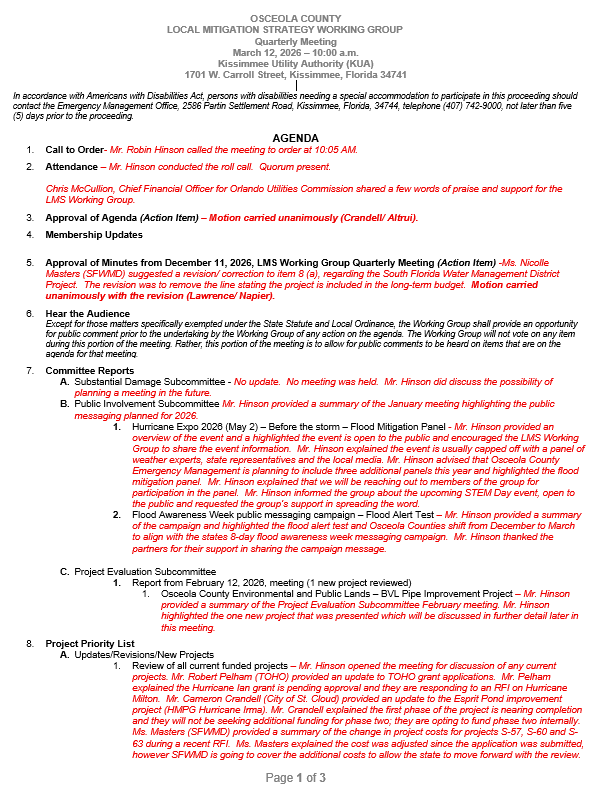 OSCEOLA COUNTY
LOCAL MITIGATION STRATEGY WORKING GROUP
Quarterly Meeting
March 12, 2026 – 10:00 a.m.
Kissimmee Utility Authority (KUA)
1701 W. Carroll Street, Kissimmee, Florida 34741
In accordance with Americans with Disabilities Act, persons with disabilities needing a special accommodation to participate in this proceeding should
contact the Emergency Management Office, 2586 Partin Settlement Road, Kissimmee, Florida, 34744, telephone (407) 742-9000, not later than five
(5) days prior to the proceeding.
AGENDA
1. Call to Order- Mr. Robin Hinson called the meeting to order at 10:05 AM.
2. Attendance – Mr. Hinson conducted the roll call. Quorum present.
Chris McCullion, Chief Financial Officer for Orlando Utilities Commission shared a few words of praise and support for the
LMS Working Group.
3. Approval of Agenda (Action Item) – Motion carried unanimously (Crandell/ Altrui).
4. Membership Updates
5. Approval of Minutes from December 11, 2026, LMS Working Group Quarterly Meeting (Action Item) -Ms. Nicolle
Masters (SFWMD) suggested a revision/ correction to item 8 (a), regarding the South Florida Water Management District
Project. The revision was to remove the line stating the project is included in the long-term budget. Motion carried
unanimously with the revision (Lawrence/ Napier).
6. Hear the Audience
Except for those matters specifically exempted under the State Statute and Local Ordinance, the Working Group shall provide an opportunity
for public comment prior to the undertaking by the Working Group of any action on the agenda. The Working Group will not vote on any item
during this portion of the meeting. Rather, this portion of the meeting is to allow for public comments to be heard on items that are on the
agenda for that meeting.
7. Committee Reports
A. Substantial Damage Subcommittee - No update. No meeting was held. Mr. Hinson did discuss the possibility of
planning a meeting in the future.
B. Public Involvement Subcommittee Mr. Hinson provided a summary of the January meeting highlighting the public
messaging planned for 2026.
1. Hurricane Expo 2026 (May 2) – Before the storm – Flood Mitigation Panel - Mr. Hinson provided an
overview of the event and a highlighted the event is open to the public and encouraged the LMS Working
Group to share the event information. Mr. Hinson explained the event is usually capped off with a panel of
weather experts, state representatives and the local media. Mr. Hinson advised that Osceola County
Emergency Management is planning to include three additional panels this year and highlighted the flood
mitigation panel. Mr. Hinson explained that we will be reaching out to members of the group for
participation in the panel. Mr. Hinson informed the group about the upcoming STEM Day event, open to
the public and requested the group's support in spreading the word.
2. Flood Awareness Week public messaging campaign – Flood Alert Test – Mr. Hinson provided a summary
of the campaign and highlighted the flood alert test and Osceola Counties shift from December to March
to align with the states 8-day flood awareness week messaging campaign. Mr. Hinson thanked the
partners for their support in sharing the campaign message.
C. Project Evaluation Subcommittee
1. Report from February 12, 2026, meeting (1 new project reviewed)
1. Osceola County Environmental and Public Lands – BVL Pipe Improvement Project – Mr. Hinson
provided a summary of the Project Evaluation Subcommittee February meeting. Mr. Hinson
highlighted the one new project that was presented which will be discussed in further detail later in
this meeting.
8. Project Priority List
A. Updates/Revisions/New Projects
1. Review of all current funded projects – Mr. Hinson opened the meeting for discussion of any current
projects. Mr. Robert Pelham (TOHO) provided an update to TOHO grant applications. Mr. Pelham
explained the Hurricane Ian grant is pending approval and they are responding to an RFI on Hurricane
Milton. Mr. Cameron Crandell (City of St. Cloud) provided an update to the Esprit Pond improvement
project (HMPG Hurricane Irma). Mr. Crandell explained the first phase of the project is nearing completion
and they will not be seeking additional funding for phase two; they are opting to fund phase two internally.
Ms. Masters (SFWMD) provided a summary of the change in project costs for projects S-57, S-60 and S-
63 during a recent RFI. Ms. Masters explained the cost was adjusted since the application was submitted,
however SFWMD is going to cover the additional costs to allow the state to move forward with the review.
Page 1 of 3